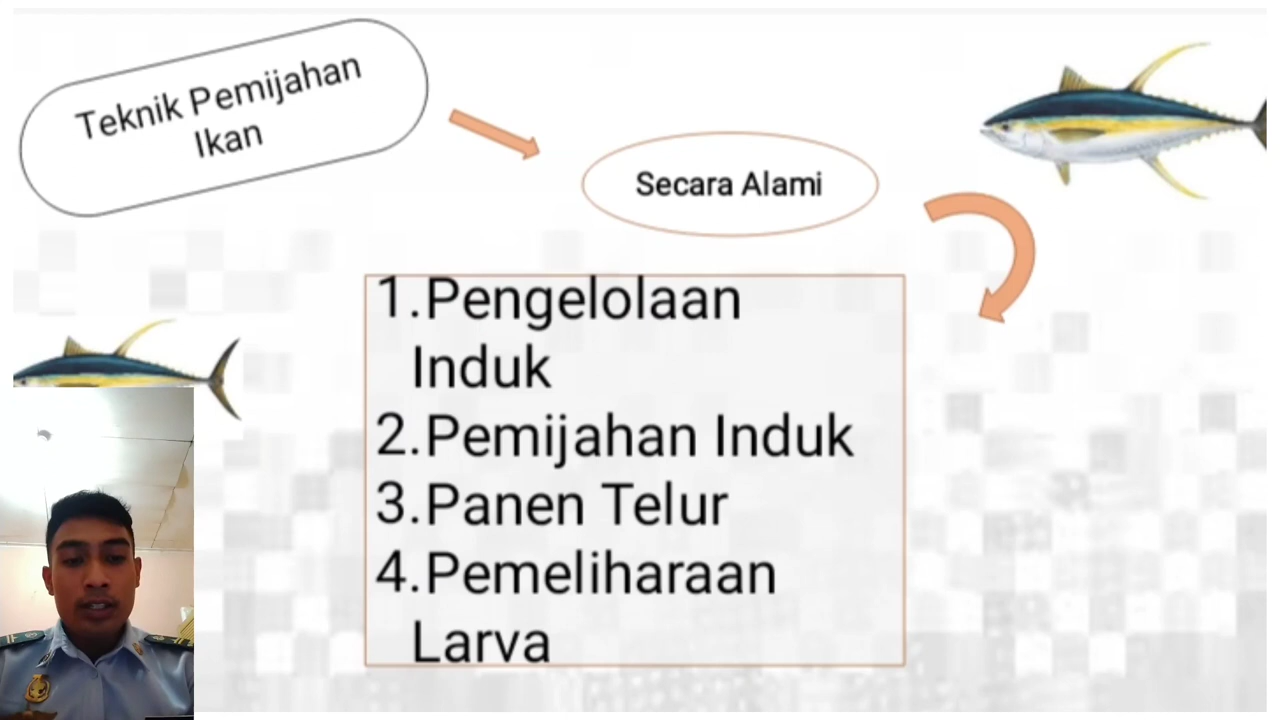 Teknik Pemijahan
Ikan
Secara Alami
1.Pengelolaan
Induk
2.Pemijahan Induk
3.Panen Telur
4.Pemeliharaan
Larva